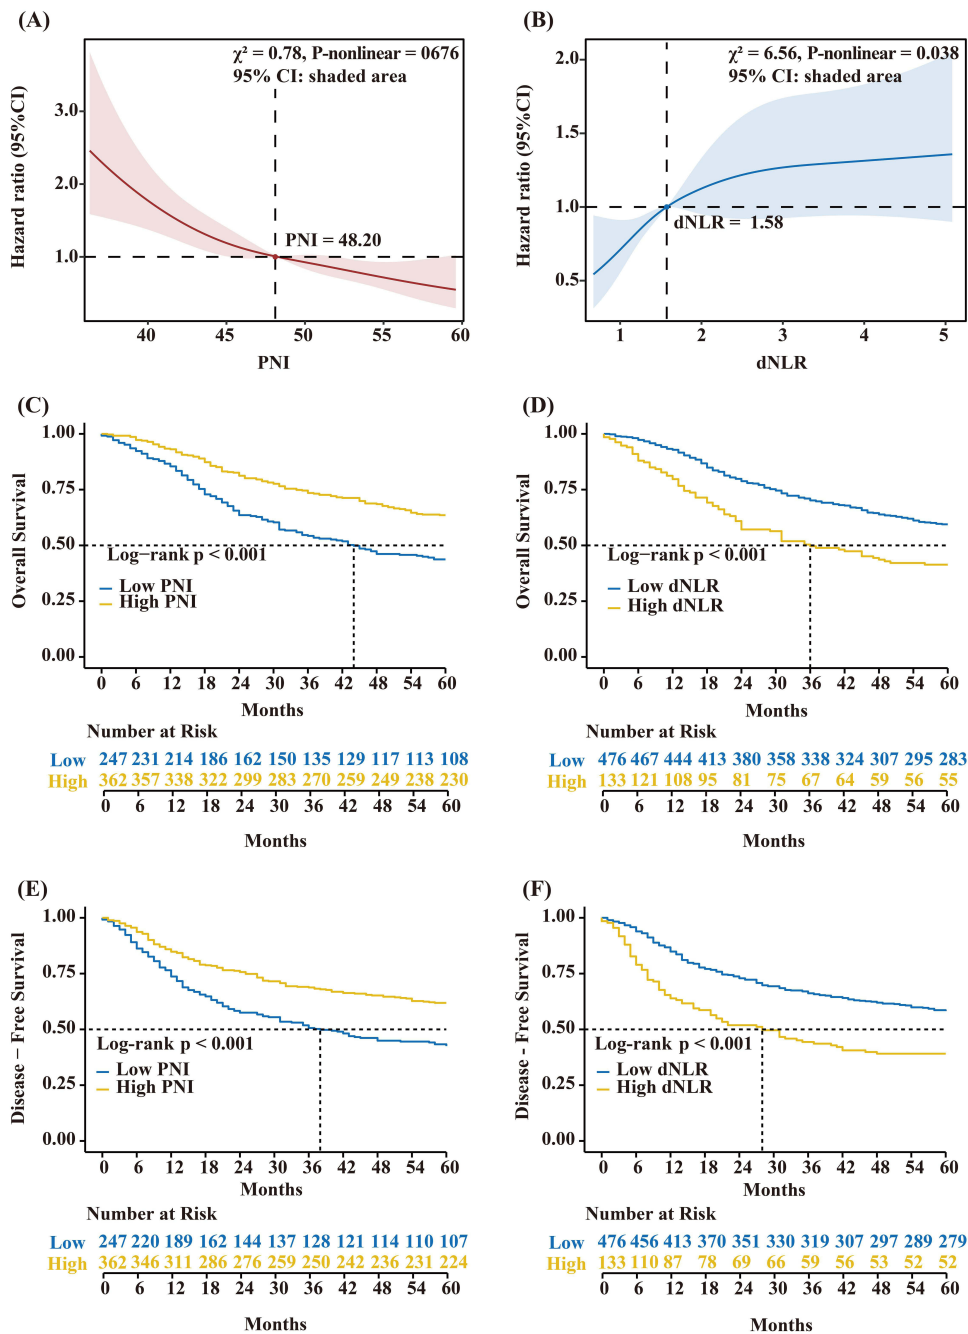 (A)
χ² = 0.78, P-nonlinear = 0676
95% CI: shaded area
Hazard ratio (95%CI)
3.0
2.0
1.0
PNI = 48.20
40 45 50 55 60
PNI
(B)
χ² = 6.56, P-nonlinear = 0.038
95% CI: shaded area
Hazard ratio (95%CI)
2.0
1.5
1.0
0.5
dNLR = 1.58
1 2 3 4 5
dNLR
(C)
Overall Survival
1.00
0.75
0.50
0.25
0.00
Log−rank p < 0.001
Low PNI
High PNI
0 6 12 18 24 30 36 42 48 54 60
Months
Number at Risk
Low 247 231 214 186 162 150 135 129 117 113 108
High 362 357 338 322 299 283 270 259 249 238 230
0 6 12 18 24 30 36 42 48 54 60
Months
(D)
Overall Survival
1.00
0.75
0.50
0.25
0.00
Log−rank p < 0.001
Low dNLR
High dNLR
0 6 12 18 24 30 36 42 48 54 60
Months
Number at Risk
Low 476 467 444 413 380 358 338 324 307 295 283
High 133 121 108 95 81 75 67 64 59 56 55
0 6 12 18 24 30 36 42 48 54 60
Months
(E)
Disease − Free Survival
1.00
0.75
0.50
0.25
0.00
Log-rank p < 0.001
Low PNI
High PNI
0 6 12 18 24 30 36 42 48 54 60
Months
Number at Risk
Low 247 220 189 162 144 137 128 121 114 110 107
High 362 346 311 286 276 259 250 242 236 231 224
0 6 12 18 24 30 36 42 48 54 60
Months
(F)
Disease - Free Survival
1.00
0.75
0.50
0.25
0.00
Log-rank p < 0.001
Low dNLR
High dNLR
0 6 12 18 24 30 36 42 48 54 60
Months
Number at Risk
Low 476 456 413 370 351 330 319 307 297 289 279
High 133 110 87 78 69 66 59 56 53 52 52
0 6 12 18 24 30 36 42 48 54 60
Months